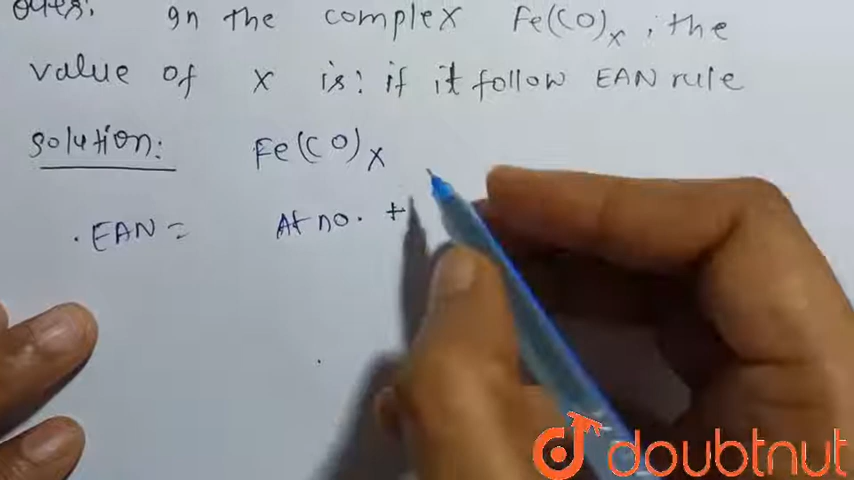 In the complex Fe(CO)x, the
value of x is: if it follow EAN rule
Solution: Fe(CO)x
. EAN = At no. +
doubtnut